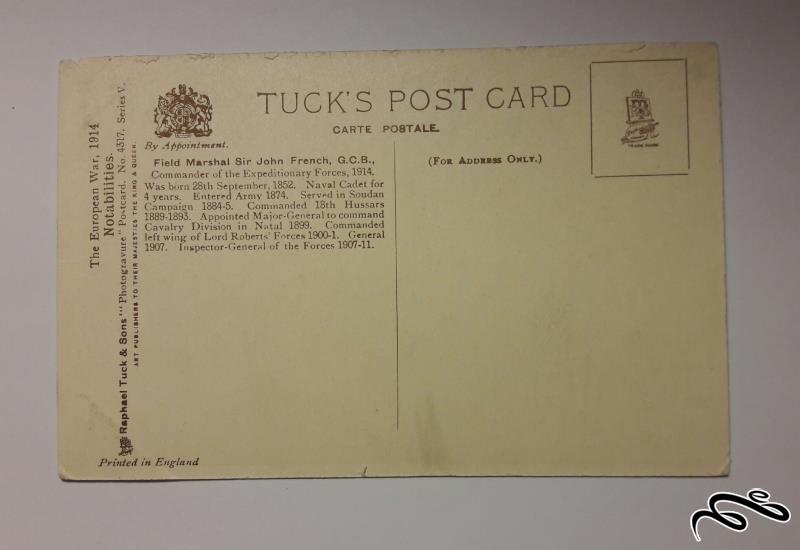 TUCK'S POST CARD
CARTE POSTALE.
By Appointment.
Field Marshal Sir John French, G.C.B.,
Commander of the Expeditionary Forces, 1914.
Was born 28th September, 1852. Naval Cadet for
4 years. Entered Army 1874. Served in Soudan
Campaign 1884-5. Commanded 18th Hussars
1889-1893. Appointed Major-General to command
Cavalry Division in Natal 1899. Commanded
left wing of Lord Roberts' Forces 1900-1. General
1907. Inspector-General of the Forces 1907-11.
(For Address Only.)
TRADE MARK
The European War, 1914
Notabilities.
Raphael Tuck & Sons' "Photogravure" Postcard. No. 4317. Series V.
ART PUBLISHERS TO THEIR MAJESTIES THE KING & QUEEN.
Printed in England